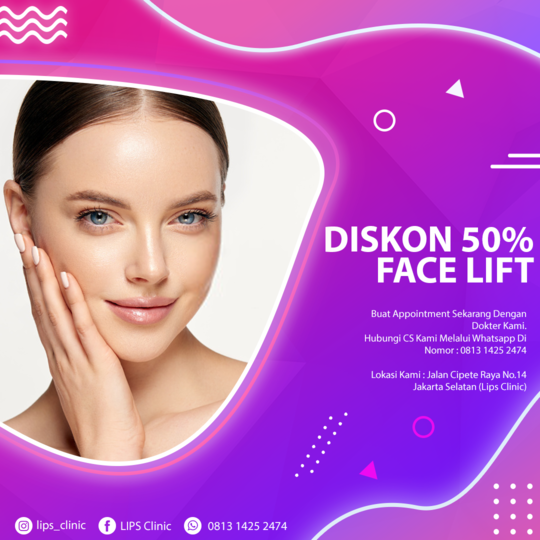 DISKON 50%
FACE LIFT
Buat Appointment Sekarang Dengan
Dokter Kami.
Hubungi CS Kami Melalui Whatsapp Di
Nomor : 0813 1425 2474
Lokasi Kami : Jalan Cipete Raya No.14
Jakarta Selatan (Lips Clinic)
lips_clinic LIPS Clinic 0813 1425 2474